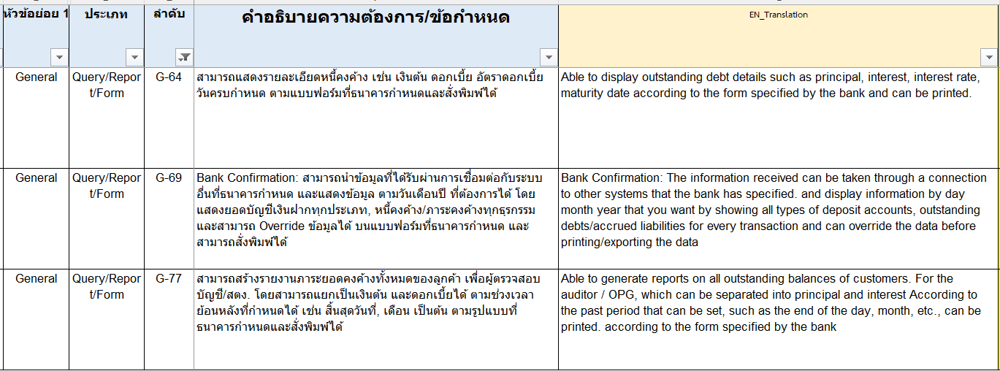 หัวข้อย่อย 1
ประเภท
ลำดับ
คำอธิบายความต้องการ/ข้อกำหนด
EN_Translation
General
Query/Repor
t/Form
G-64
สามารถแสดงรายละเอียดหนี้คงค้าง เช่น เงินต้น ดอกเบี้ย อัตราดอกเบี้ย
วันครบกำหนด ตามแบบฟอร์มที่ธนาคารกำหนดและสั่งพิมพ์ได้
Able to display outstanding debt details such as principal, interest, interest rate,
maturity date according to the form specified by the bank and can be printed.
General
Query/Repor
t/Form
G-69
Bank Confirmation: สามารถนำข้อมูลที่ได้รับผ่านการเชื่อมต่อกับระบบ
อื่นที่ธนาคารกำหนด และแสดงข้อมูล ตามวันเดือนปี ที่ต้องการได้ โดย
แสดงยอดบัญชีเงินฝากทุกประเภท, หนี้คงค้าง/ภาระคงค้างทุกธุรกรรม
และสามารถ Override ข้อมูลได้ บนแบบฟอร์มที่ธนาคารกำหนด และ
สามารถสั่งพิมพ์ได้
Bank Confirmation: The information received can be taken through a connection
to other systems that the bank has specified. and display information by day
month year that you want by showing all types of deposit accounts, outstanding
debts/accrued liabilities for every transaction and can override the data before
printing/exporting the data
General
Query/Repor
t/Form
G-77
สามารถสร้างรายงานภาระยอดคงค้างทั้งหมดของลูกค้า เพื่อผู้ตรวจสอบ
บัญชี/สตง. โดยสามารถแยกเป็นเงินต้น และดอกเบี้ยได้ ตามช่วงเวลา
ย้อนหลังที่กำหนดได้ เช่น สิ้นสุดวันที่, เดือน เป็นต้น ตามรูปแบบที่
ธนาคารกำหนดและสั่งพิมพ์ได้
Able to generate reports on all outstanding balances of customers. For the
auditor / OPG, which can be separated into principal and interest According to
the past period that can be set, such as the end of the day, month, etc., can be
printed. according to the form specified by the bank